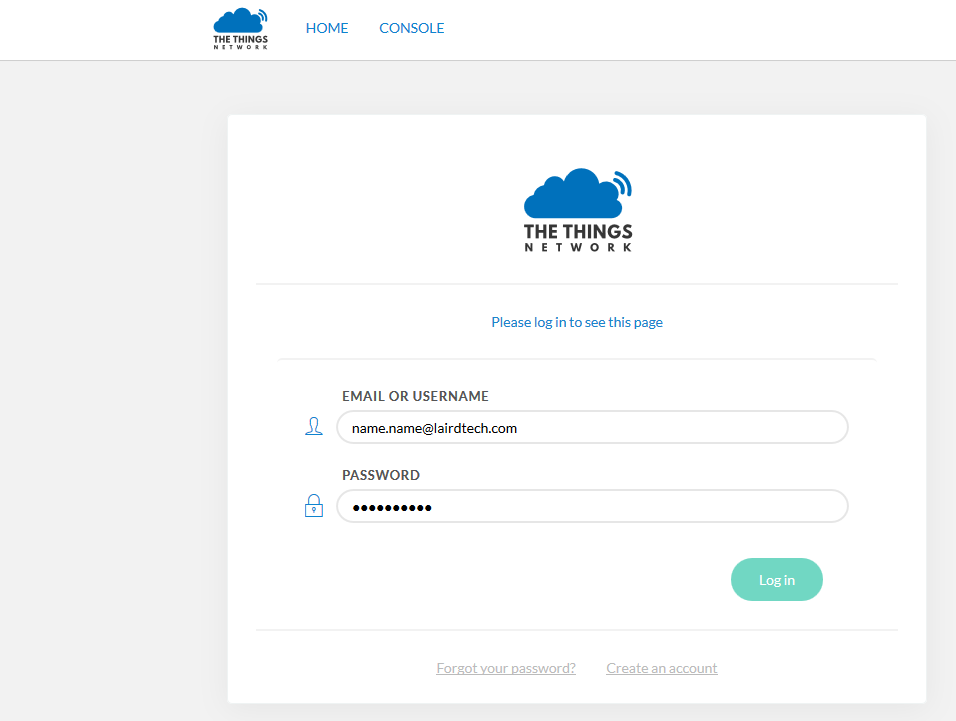 THE THINGS
NETWORK
HOME CONSOLE
THE THINGS
NETWORK
Please log in to see this page
EMAIL OR USERNAME
name.name@lairdtech.com
PASSWORD
••••••••••
Log in
Forgot your password? Create an account